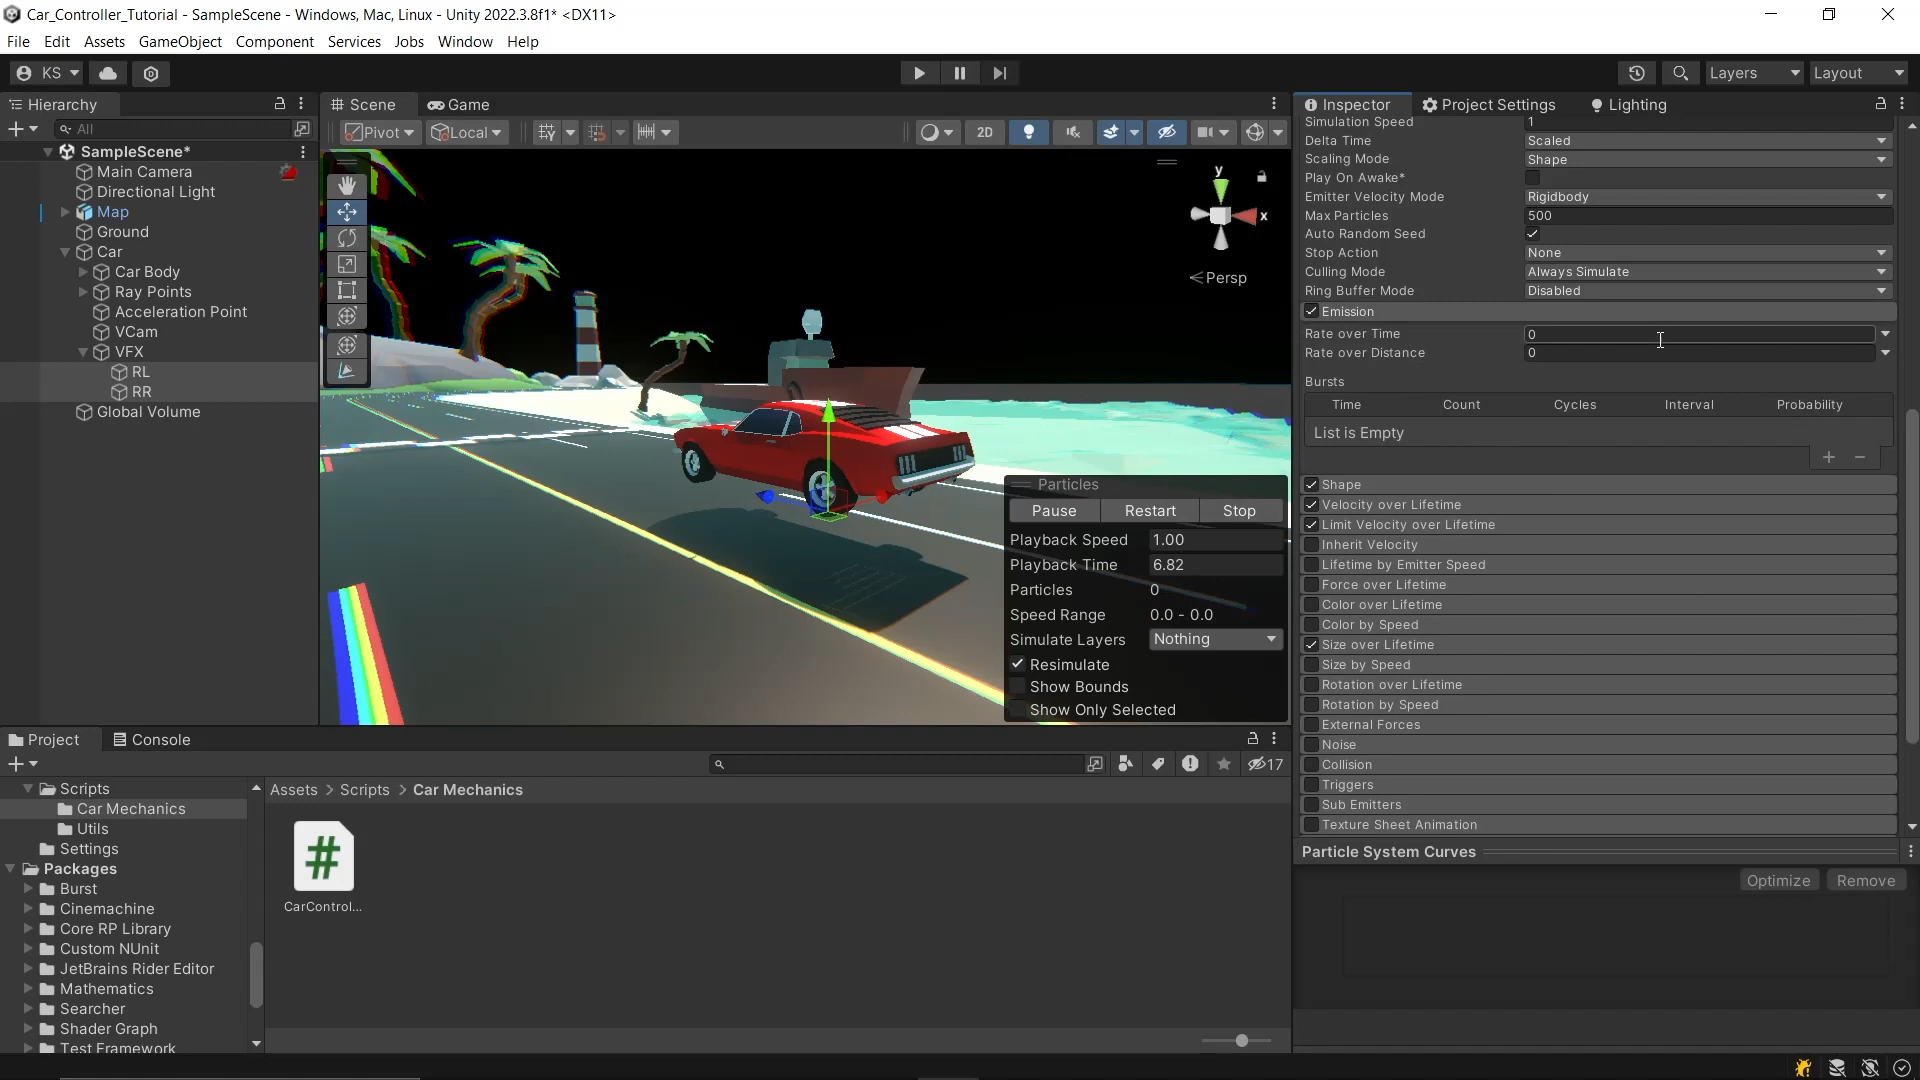 Car_Controller_Tutorial - SampleScene - Windows, Mac, Linux - Unity 2022.3.8f1* <DX11>
File Edit Assets GameObject Component Services Jobs Window Help
KS Layers Layout
Hierarchy
All
SampleScene*
Main Camera
Directional Light
Map
Ground
Car
Car Body
Ray Points
Acceleration Point
VCam
VFX
RL
RR
Global Volume
Scene Game
Pivot Local 2D
y
x
Persp
Particles
Pause Restart Stop
Playback Speed 1.00
Playback Time 6.82
Particles 0
Speed Range 0.0 - 0.0
Simulate Layers Nothing
Resimulate
Show Bounds
Show Only Selected
Inspector Project Settings Lighting
Simulation Speed 1
Delta Time Scaled
Scaling Mode Shape
Play On Awake*
Emitter Velocity Mode Rigidbody
Max Particles 500
Auto Random Seed
Stop Action None
Culling Mode Always Simulate
Ring Buffer Mode Disabled
Emission
Rate over Time 0
Rate over Distance 0
Bursts
Time Count Cycles Interval Probability
List is Empty
Shape
Velocity over Lifetime
Limit Velocity over Lifetime
Inherit Velocity
Lifetime by Emitter Speed
Force over Lifetime
Color over Lifetime
Color by Speed
Size over Lifetime
Size by Speed
Rotation over Lifetime
Rotation by Speed
External Forces
Noise
Collision
Triggers
Sub Emitters
Texture Sheet Animation
Particle System Curves
Optimize Remove
Project Console
17
Scripts
Car Mechanics
Utils
Settings
Packages
Burst
Cinemachine
Core RP Library
Custom NUnit
JetBrains Rider Editor
Mathematics
Searcher
Shader Graph
Test Framework
Assets > Scripts > Car Mechanics
#
CarControl...